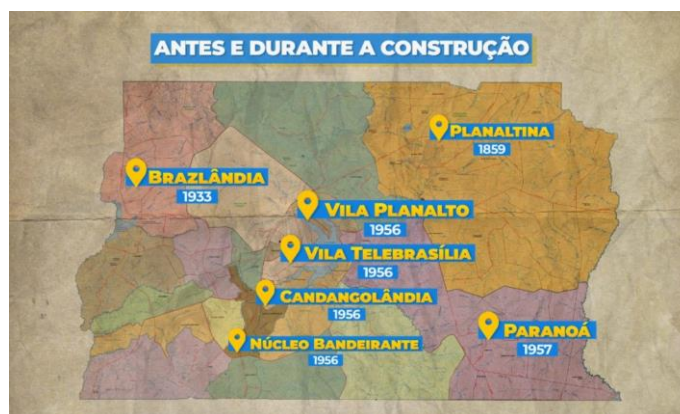 ANTES E DURANTE A CONSTRUÇÃO
PLANALTINA
1859
BRAZLÂNDIA
1933
VILA PLANALTO
1956
VILA TELEBRASÍLIA
1956
CANDANGOLÂNDIA
1956
PARANOÁ
1957
NÚCLEO BANDEIRANTE
1956